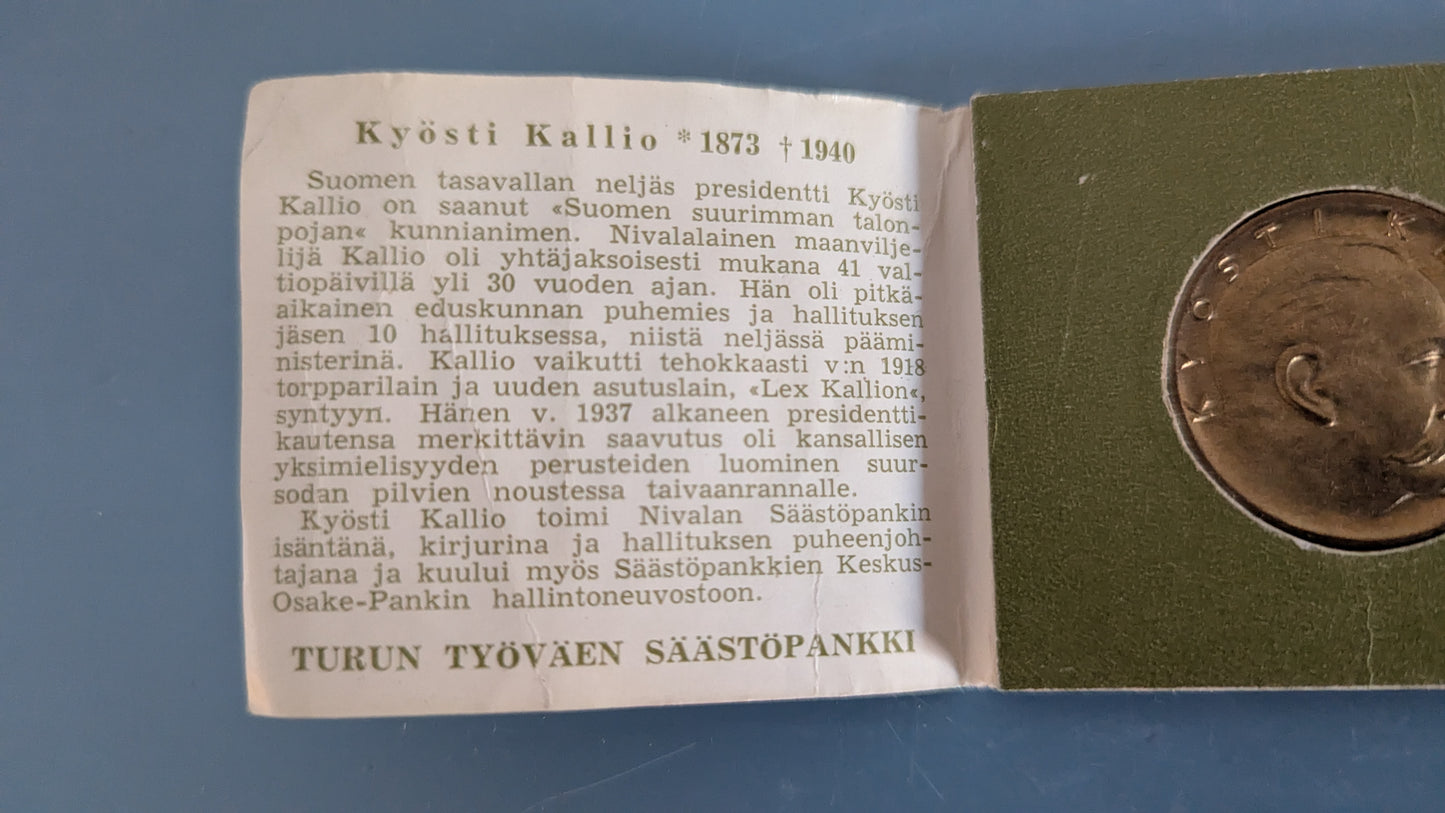 Kyösti Kallio * 1873 † 1940
Suomen tasavallan neljäs presidentti Kyösti
Kallio on saanut «Suomen suurimman talon-
pojan« kunnianimen. Nivalalainen maanvilje-
lijä Kallio oli yhtäjaksoisesti mukana 41 val-
tiopäivillä yli 30 vuoden ajan. Hän oli pitkä-
aikainen eduskunnan puhemies ja hallituksen
jäsen 10 hallituksessa, niistä neljässä päämi-
nisterinä. Kallio vaikutti tehokkaasti v:n 1918
torpparilain ja uuden asutuslain, «Lex Kallion«,
syntyyn. Hänen v. 1937 alkaneen presidentti-
kautensa merkittävin saavutus oli kansallisen
yksimielisyyden perusteiden luominen suur-
sodan pilvien noustessa taivaanrannalle.
Kyösti Kallio toimi Nivalan Säästöpankin
isäntänä, kirjurina ja hallituksen puheenjoh-
tajana ja kuului myös Säästöpankkien Keskus-
Osake-Pankin hallintoneuvostoon.
TURUN TYÖVÄEN SÄÄSTÖPANKKI
KYOSTI K